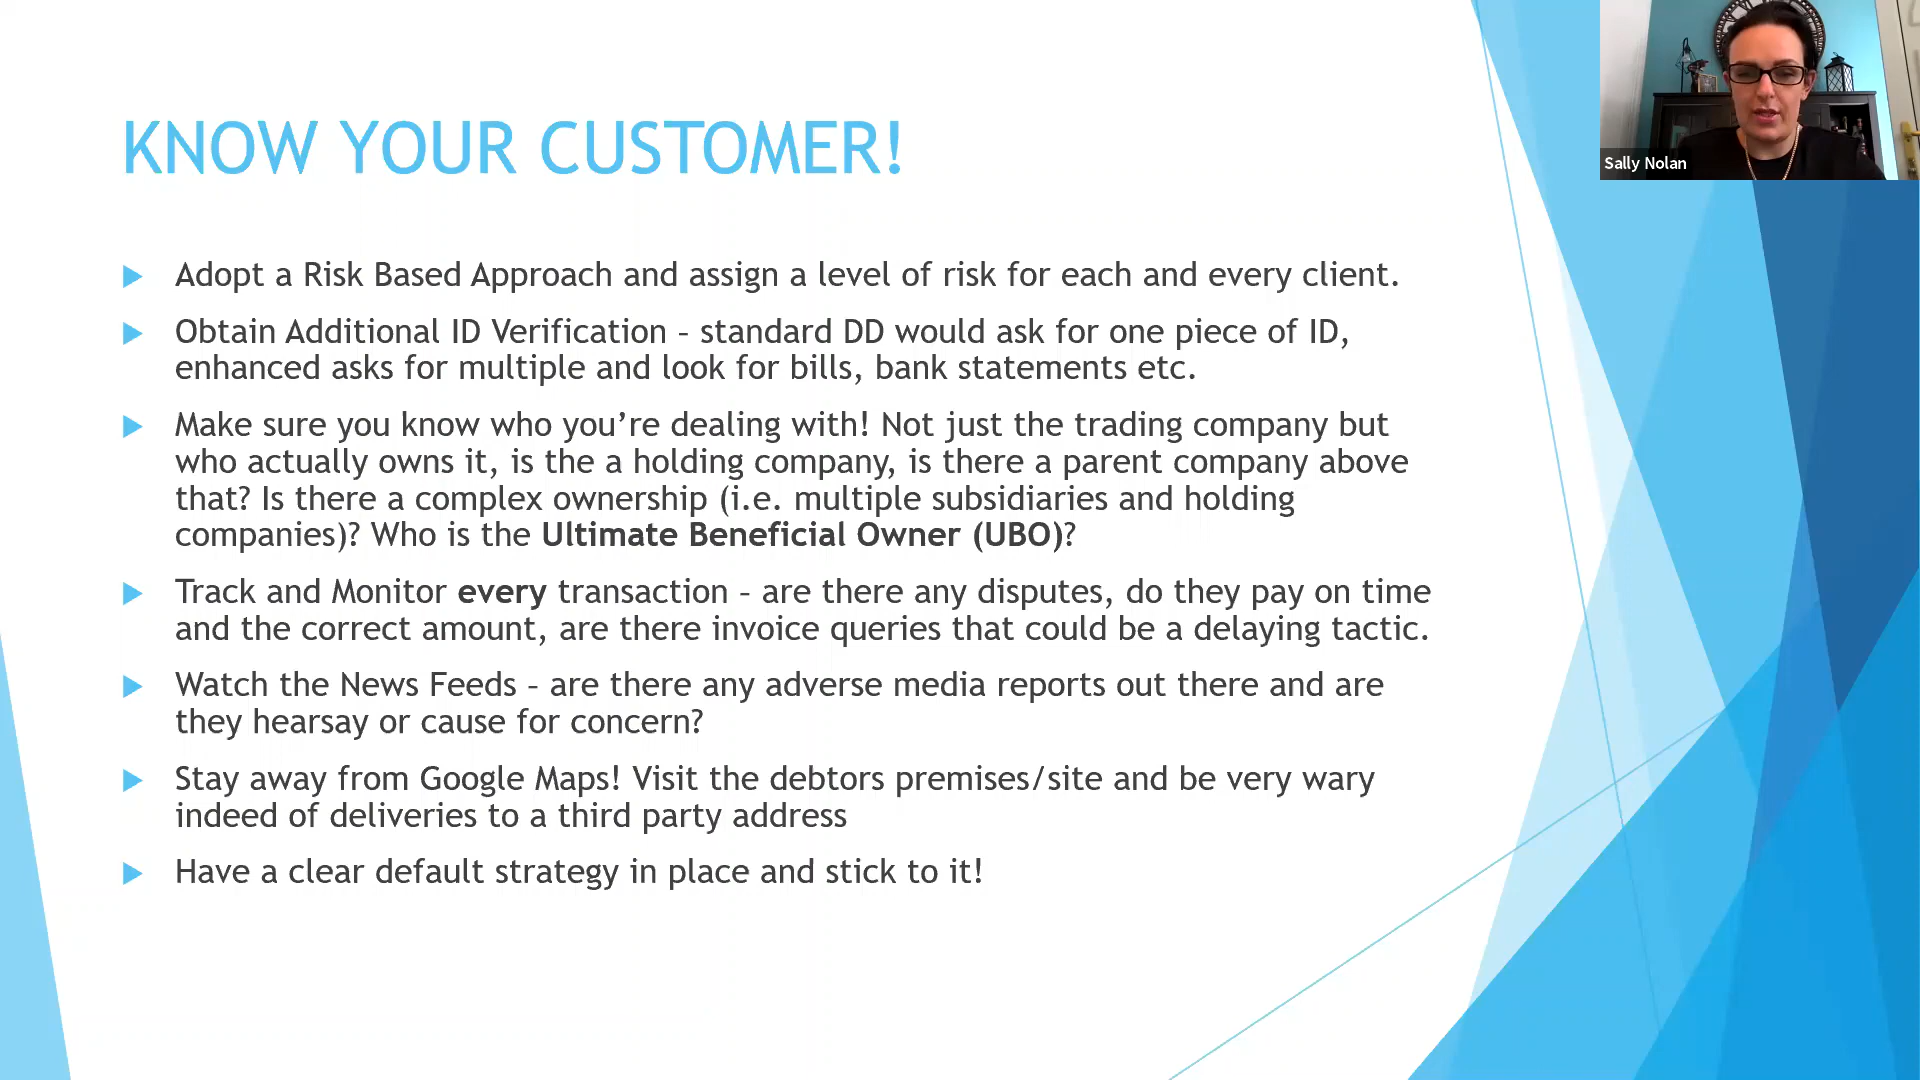 KNOW YOUR CUSTOMER!
Sally Nolan
Adopt a Risk Based Approach and assign a level of risk for each and every client.
Obtain Additional ID Verification – standard DD would ask for one piece of ID,
enhanced asks for multiple and look for bills, bank statements etc.
Make sure you know who you’re dealing with! Not just the trading company but
who actually owns it, is the a holding company, is there a parent company above
that? Is there a complex ownership (i.e. multiple subsidiaries and holding
companies)? Who is the Ultimate Beneficial Owner (UBO)?
Track and Monitor every transaction – are there any disputes, do they pay on time
and the correct amount, are there invoice queries that could be a delaying tactic.
Watch the News Feeds – are there any adverse media reports out there and are
they hearsay or cause for concern?
Stay away from Google Maps! Visit the debtors premises/site and be very wary
indeed of deliveries to a third party address
Have a clear default strategy in place and stick to it!